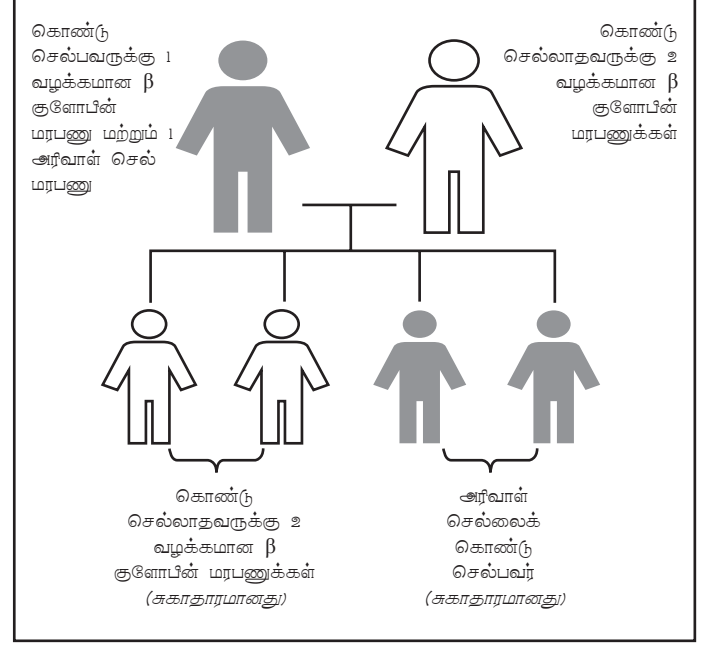 கொண்டு
செல்பவருக்கு 1
வழக்கமான β
குளோபீன்
மரபணு மற்றும் 1
அரிவாள் செல்
மரபணு
கொண்டு
செல்லாதவருக்கு 2
வழக்கமான β
குளோபீன்
மரபணுக்கள்
கொண்டு
செல்லாதவருக்கு 2
வழக்கமான β
குளோபீன் மரபணுக்கள்
(சுகாதாரமானது)
அரிவாள்
செல்லைக்
கொண்டு
செல்பவர்
(சுகாதாரமானது)